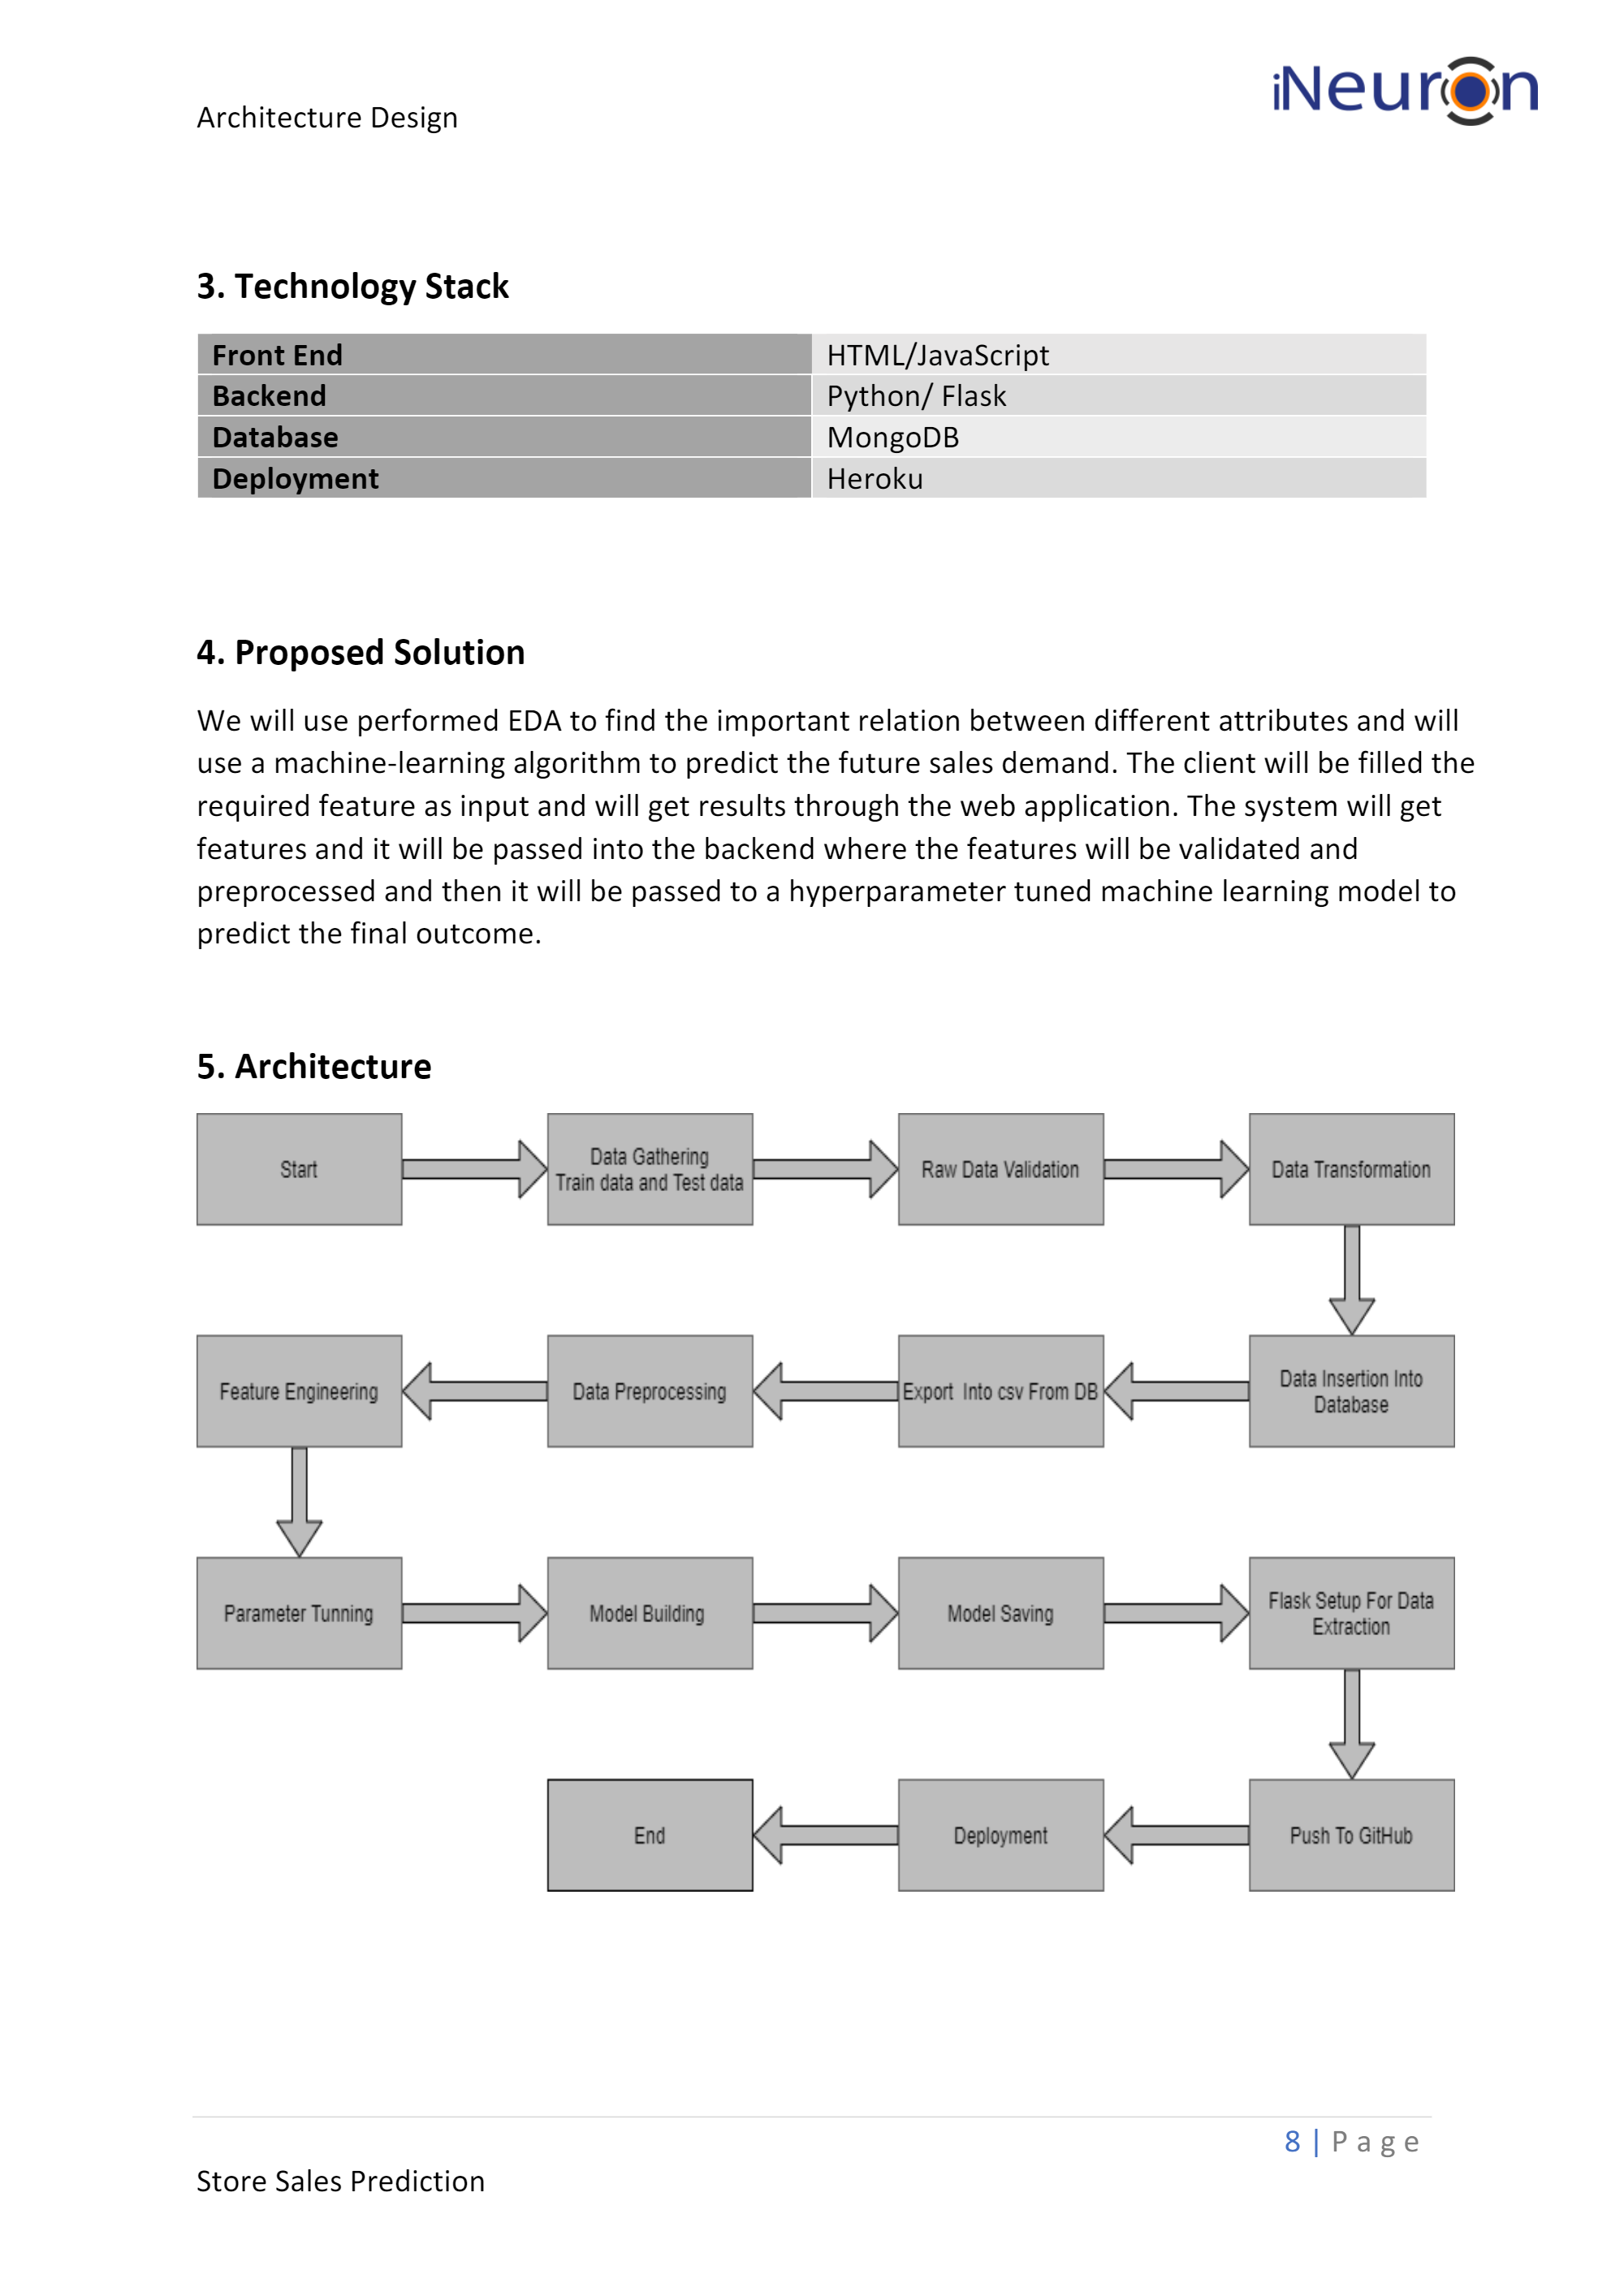 Architecture Design
iNeuron
3. Technology Stack
Front End HTML/JavaScript
Backend Python/ Flask
Database MongoDB
Deployment Heroku
4. Proposed Solution
We will use performed EDA to find the important relation between different attributes and will
use a machine-learning algorithm to predict the future sales demand. The client will be filled the
required feature as input and will get results through the web application. The system will get
features and it will be passed into the backend where the features will be validated and
preprocessed and then it will be passed to a hyperparameter tuned machine learning model to
predict the final outcome.
5. Architecture
Start
Data Gathering
Train data and Test data
Raw Data Validation
Data Transformation
Data Insertion Into
Database
Export Into csv From DB
Data Preprocessing
Feature Engineering
Parameter Tunning
Model Building
Model Saving
Flask Setup For Data
Extraction
Push To GitHub
Deployment
End
8 | Page
Store Sales Prediction